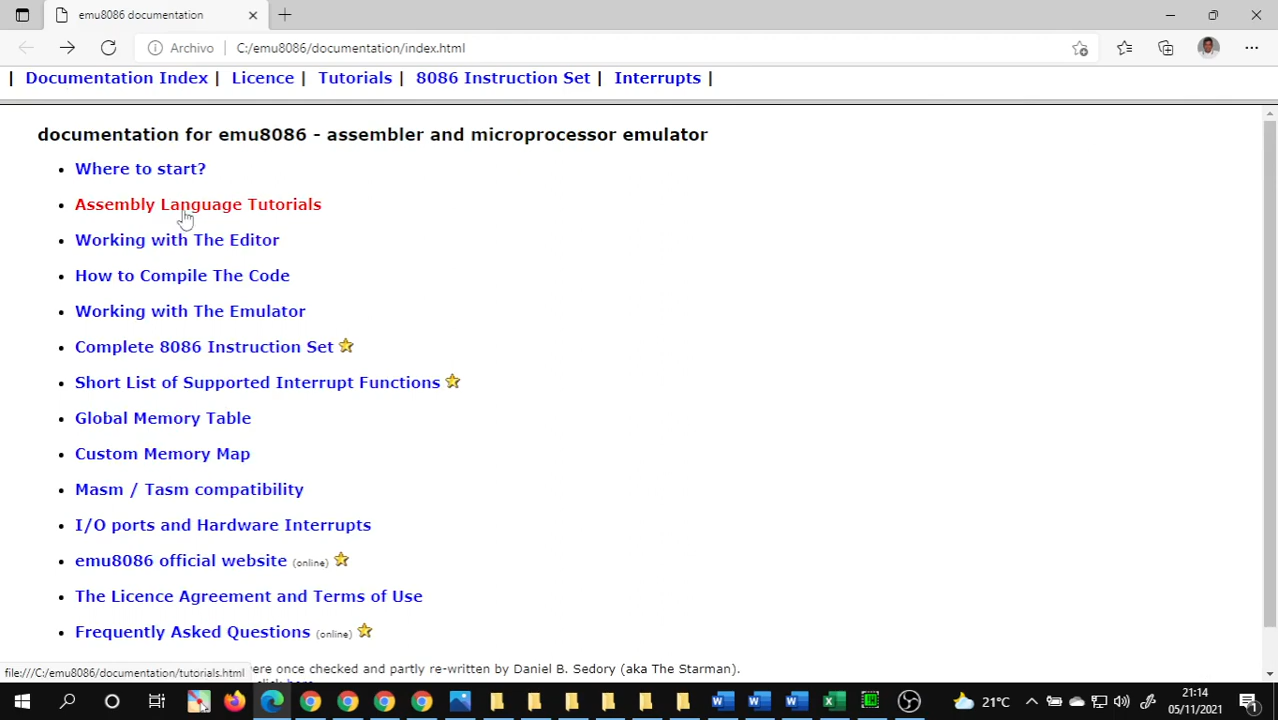 emu8086 documentation
Archivo C:/emu8086/documentation/index.html
| Documentation Index | Licence | Tutorials | 8086 Instruction Set | Interrupts |
documentation for emu8086 - assembler and microprocessor emulator
Where to start?
Assembly Language Tutorials
Working with The Editor
How to Compile The Code
Working with The Emulator
Complete 8086 Instruction Set
Short List of Supported Interrupt Functions
Global Memory Table
Custom Memory Map
Masm / Tasm compatibility
I/O ports and Hardware Interrupts
emu8086 official website (online)
The Licence Agreement and Terms of Use
Frequently Asked Questions (online)
were once checked and partly re-written by Daniel B. Sedory (aka The Starman).
file:///C:/emu8086/documentation/tutorials.html
21°C
21:14
05/11/2021
1